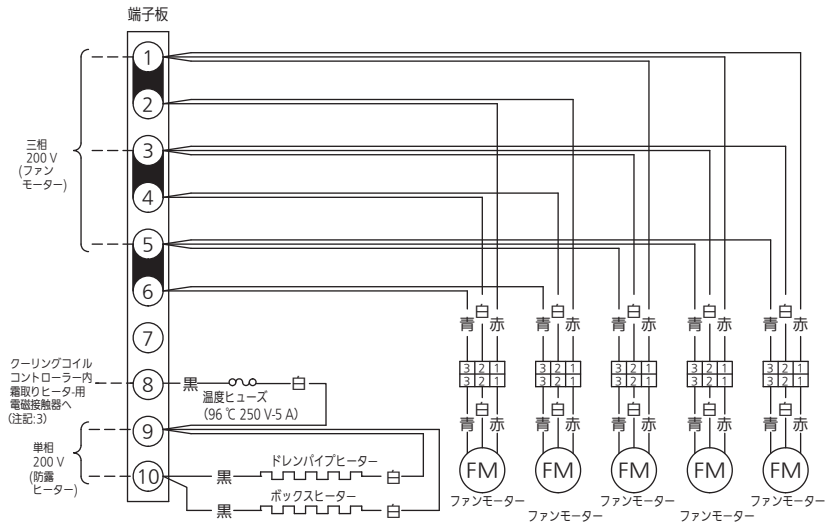 端子板
1
2
3
4
5
6
7
8
9
10
三相
200 V
(ファン
モーター)
クーリングコイル
コントローラー内
霜取りヒータ-用
電磁接触器へ
(注記:3)
単相
200 V
(防露
ヒーター)
黒 白
温度ヒューズ
(96 ℃ 250 V-5 A)
ドレンパイプヒーター
黒 白
ボックスヒーター
黒 白
白 白 白 白 白
青 赤 青 赤 青 赤 青 赤 青 赤
3 2 1 3 2 1 3 2 1 3 2 1 3 2 1
3 2 1 3 2 1 3 2 1 3 2 1 3 2 1
白 白 白 白 白
青 赤 青 赤 青 赤 青 赤 青 赤
FM FM FM FM FM
ファンモーター ファンモーター ファンモーター
ファンモーター ファンモーター